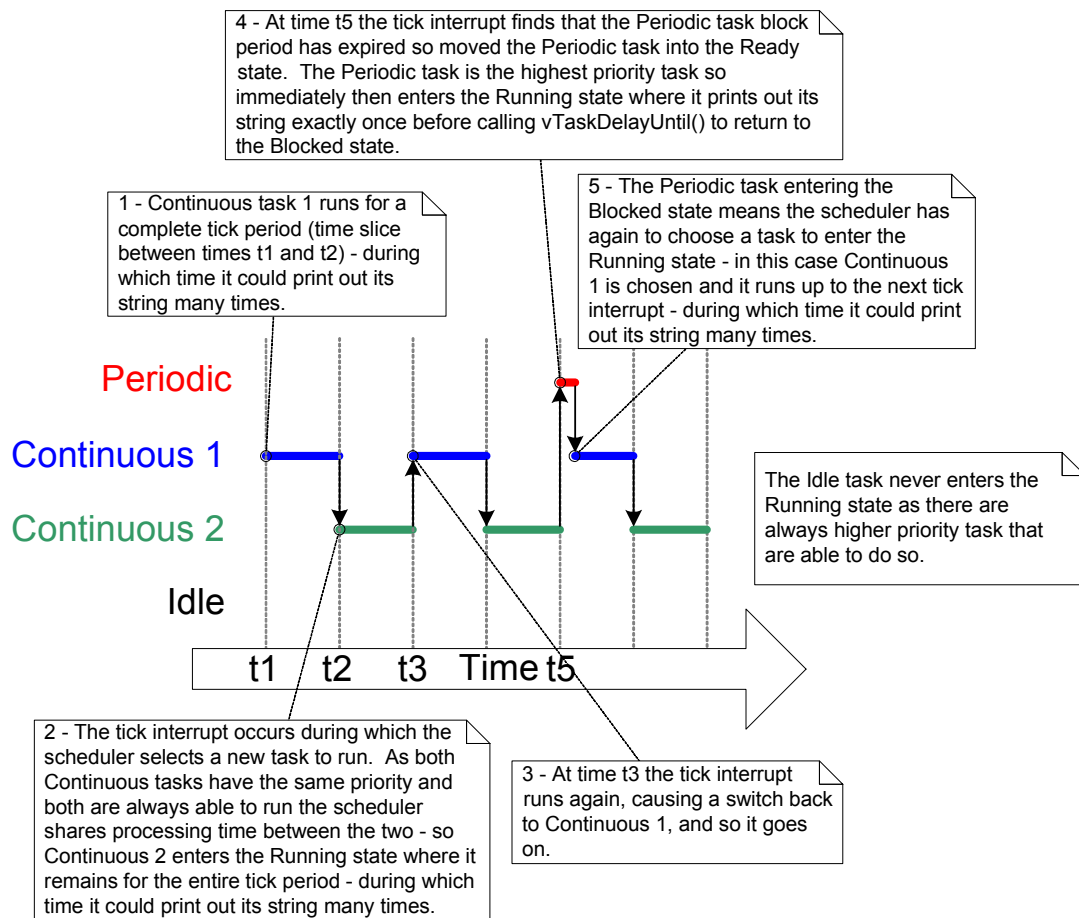 4 - At time t5 the tick interrupt finds that the Periodic task block
period has expired so moved the Periodic task into the Ready
state.  The Periodic task is the highest priority task so
immediately then enters the Running state where it prints out its
string exactly once before calling vTaskDelayUntil() to return to
the Blocked state.
1 - Continuous task 1 runs for a
complete tick period (time slice
between times t1 and t2) - during
which time it could print out its
string many times.
5 - The Periodic task entering the
Blocked state means the scheduler has
again to choose a task to enter the
Running state - in this case Continuous
1 is chosen and it runs up to the next tick
interrupt - during which time it could print
out its string many times.
Periodic
Continuous 1
Continuous 2
Idle
The Idle task never enters the
Running state as there are
always higher priority task that
are able to do so.
t1 t2 t3 Time t5
2 - The tick interrupt occurs during which the
scheduler selects a new task to run.  As both
Continuous tasks have the same priority and
both are always able to run the scheduler
shares processing time between the two - so
Continuous 2 enters the Running state where it
remains for the entire tick period - during which
time it could print out its string many times.
3 - At time t3 the tick interrupt
runs again, causing a switch back
to Continuous 1, and so it goes
on.